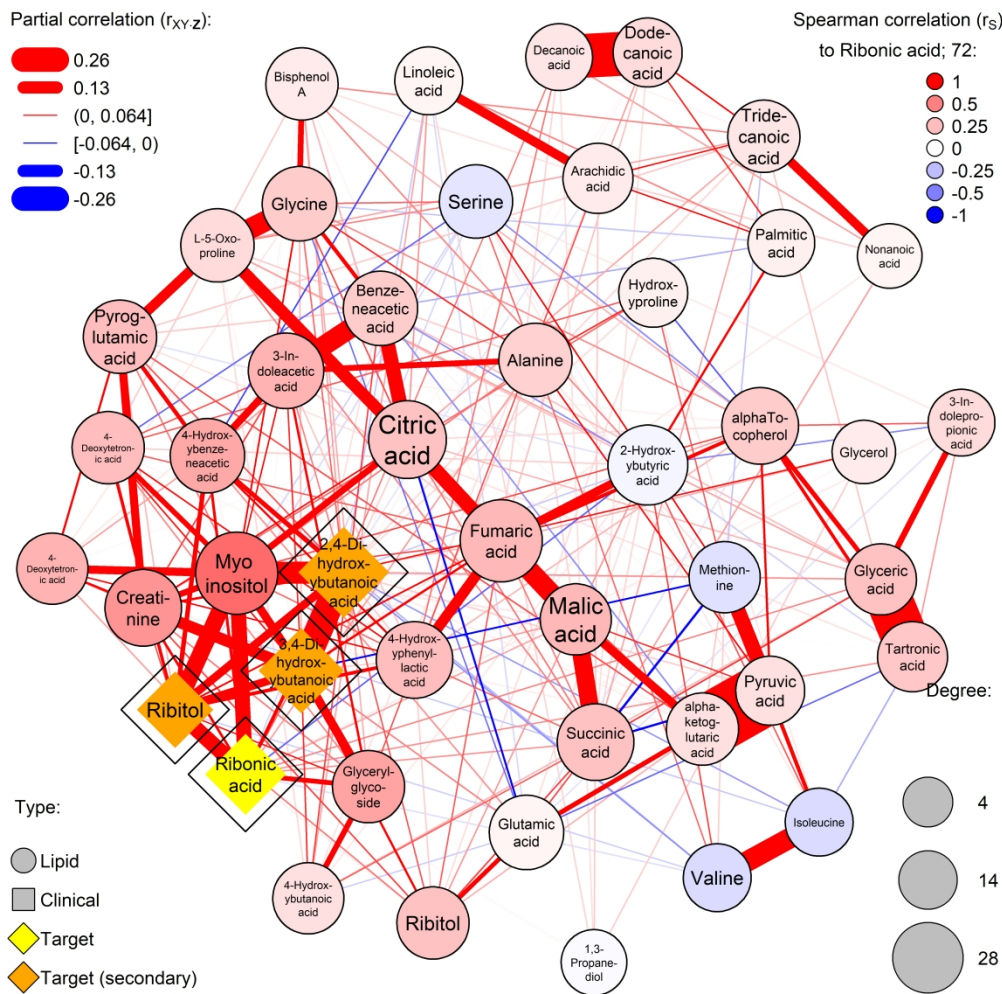 Partial correlation (rXY·Z):
0.26
0.13
(0, 0.064]
[-0.064, 0)
-0.13
-0.26
Spearman correlation (rS)
to Ribonic acid; 72:
1
0.5
0.25
0
-0.25
-0.5
-1
Decanoic
acid
Dode-
canoic
acid
Bisphenol
A
Linoleic
acid
Tride-
canoic
acid
Arachidic
acid
Glycine
Serine
L-5-Oxo-
proline
Palmitic
acid
Nonanoic
acid
Hydrox-
yproline
Benze-
neacetic
acid
Pyrog-
lutamic
acid
3-In-
doleacetic
acid
Alanine
Citric
acid
alphaTo-
copherol
3-In-
dolepro-
pionic acid
4-
Deoxytetron-
ic acid
4-Hydrox-
ybenze-
neacetic
acid
2-Hydrox-
ybutyric
acid
Glycerol
Fumaric
acid
2,4-Di-
hydrox-
ybutanoic
acid
Myo
inositol
4-
Deoxytetron-
ic acid
Methion-
ine
Glyceric
acid
Creati-
nine
Malic
acid
3,4-Di
hydrox-
ybutanoic
acid
4-Hydrox-
yphenyl-
lactic acid
Tartronic
acid
Pyruvic
acid
Degree:
Ribitol
alpha-
ketog-
lutaric
acid
Succinic
acid
Ribonic
acid
Glyceryl-
glyco-
side
4
Type:
Glutamic
acid
Isoleucine
Lipid
Valine
14
4-Hydrox-
ybutanoic
acid
Ribitol
Clinical
Target
1,3-
Propane-
diol
28
Target (secondary)